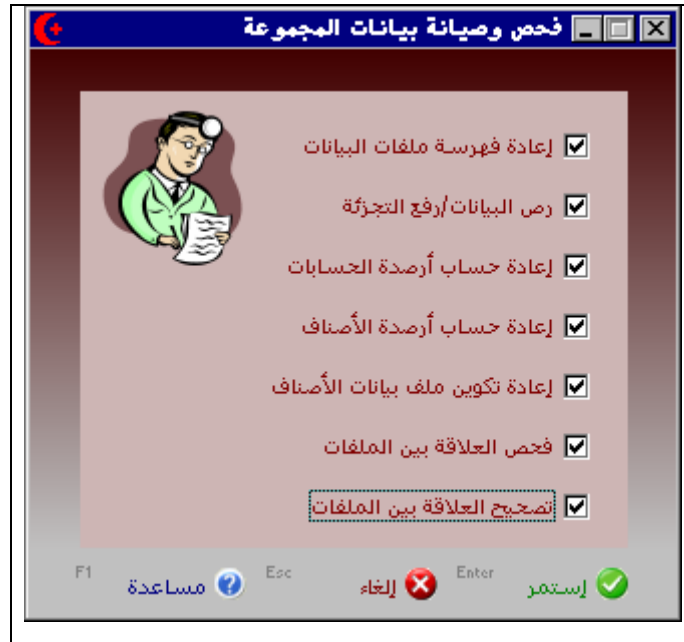 فحص وصيانة بيانات المجموعة
إعادة فهرسة ملفات البيانات
رص البيانات/رفع التجزئة
إعادة حساب أرصدة الحسابات
إعادة حساب أرصدة الأصناف
إعادة تكوين ملف بيانات الأصناف
فحص العلاقة بين الملفات
تصحيح العلاقة بين الملفات
إستمر Enter إلغاء Esc مساعدة F1